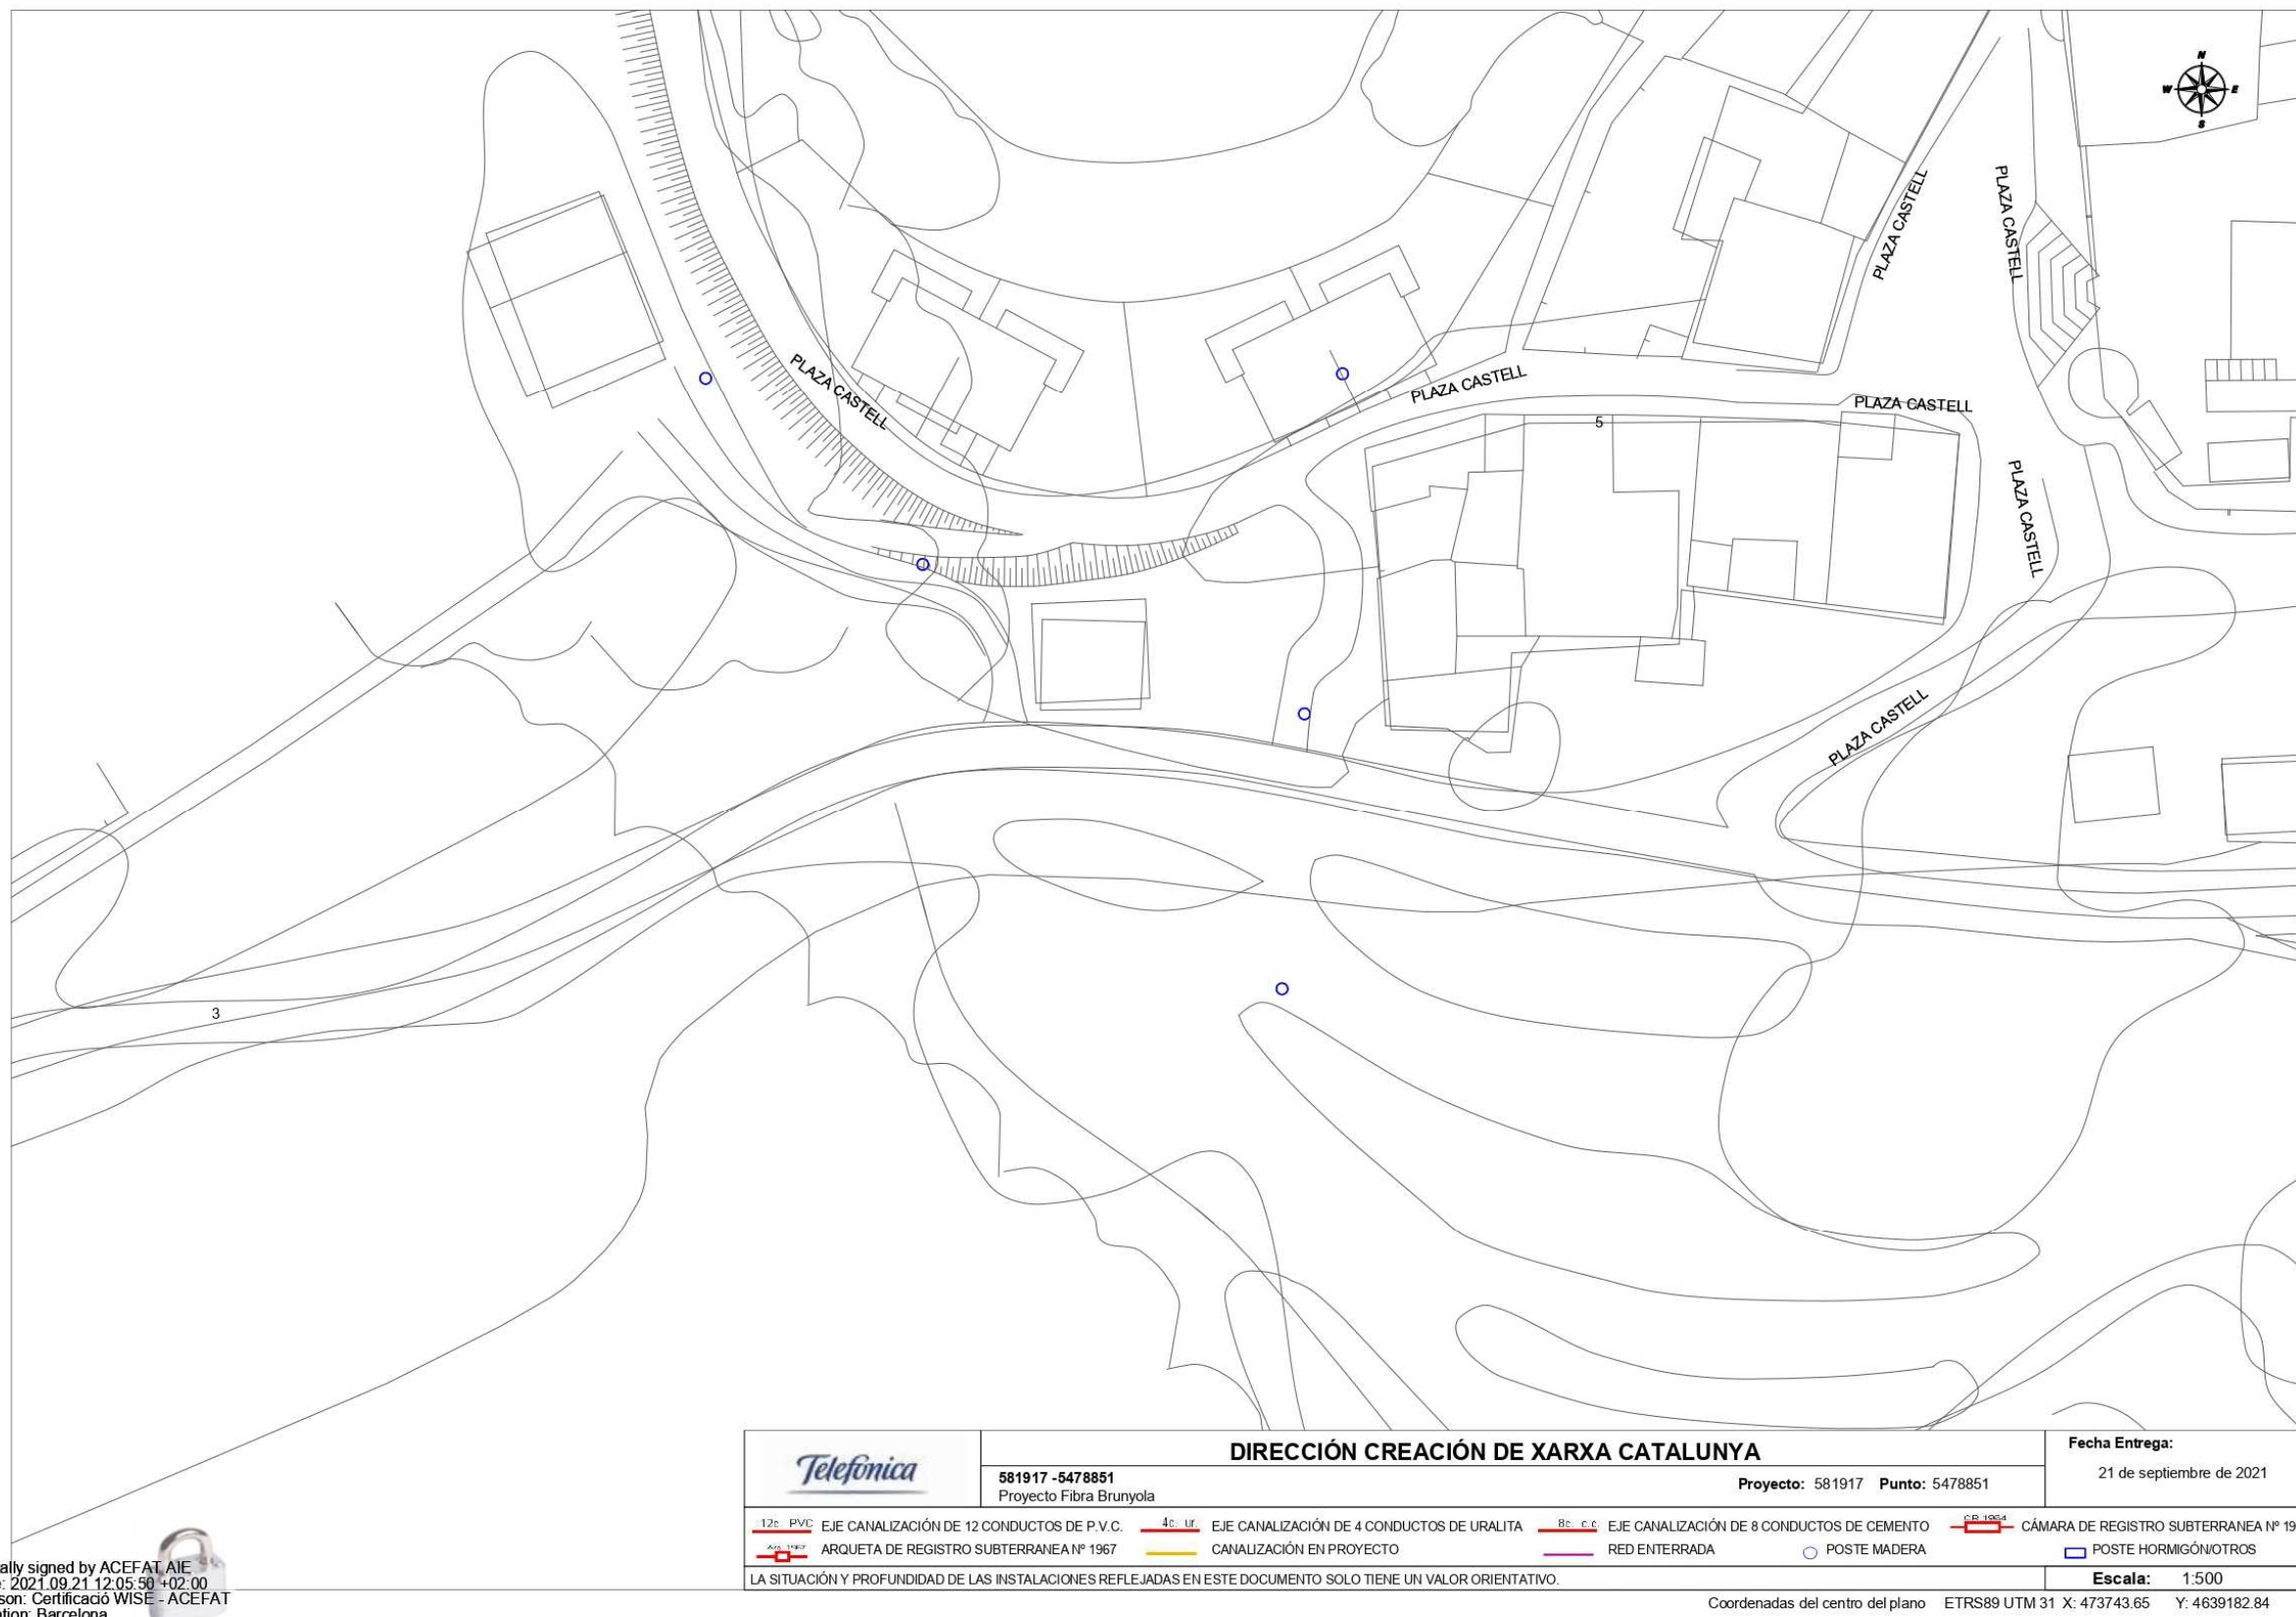 N
W E
S
PLAZA CASTELL
PLAZA CASTELL
PLAZA CASTELL
PLAZA CASTELL
PLAZA CASTELL
5
PLAZA CASTELL
PLAZA CASTELL
3
Telefónica
DIRECCIÓN CREACIÓN DE XARXA CATALUNYA
Fecha Entrega:
21 de septiembre de 2021
581917 -5478851
Proyecto Fibra Brunyola
Proyecto: 581917 Punto: 5478851
12c. PVC EJE CANALIZACIÓN DE 12 CONDUCTOS DE P.V.C. 4c. ur. EJE CANALIZACIÓN DE 4 CONDUCTOS DE URALITA 8c. c.c. EJE CANALIZACIÓN DE 8 CONDUCTOS DE CEMENTO C.R. 1964 CÁMARA DE REGISTRO SUBTERRANEA Nº 19
ARQUETA DE REGISTRO SUBTERRANEA Nº 1967 CANALIZACIÓN EN PROYECTO RED ENTERRADA POSTE MADERA POSTE HORMIGÓN/OTROS
LA SITUACIÓN Y PROFUNDIDAD DE LAS INSTALACIONES REFLEJADAS EN ESTE DOCUMENTO SOLO TIENE UN VALOR ORIENTATIVO.
Escala: 1:500
Coordenadas del centro del plano ETRS89 UTM 31 X: 473743.65 Y: 4639182.84
ally signed by ACEFAT AIE
: 2021.09.21 12:05:50 +02:00
son: Certificació WISE - ACEFAT
tion: Barcelona